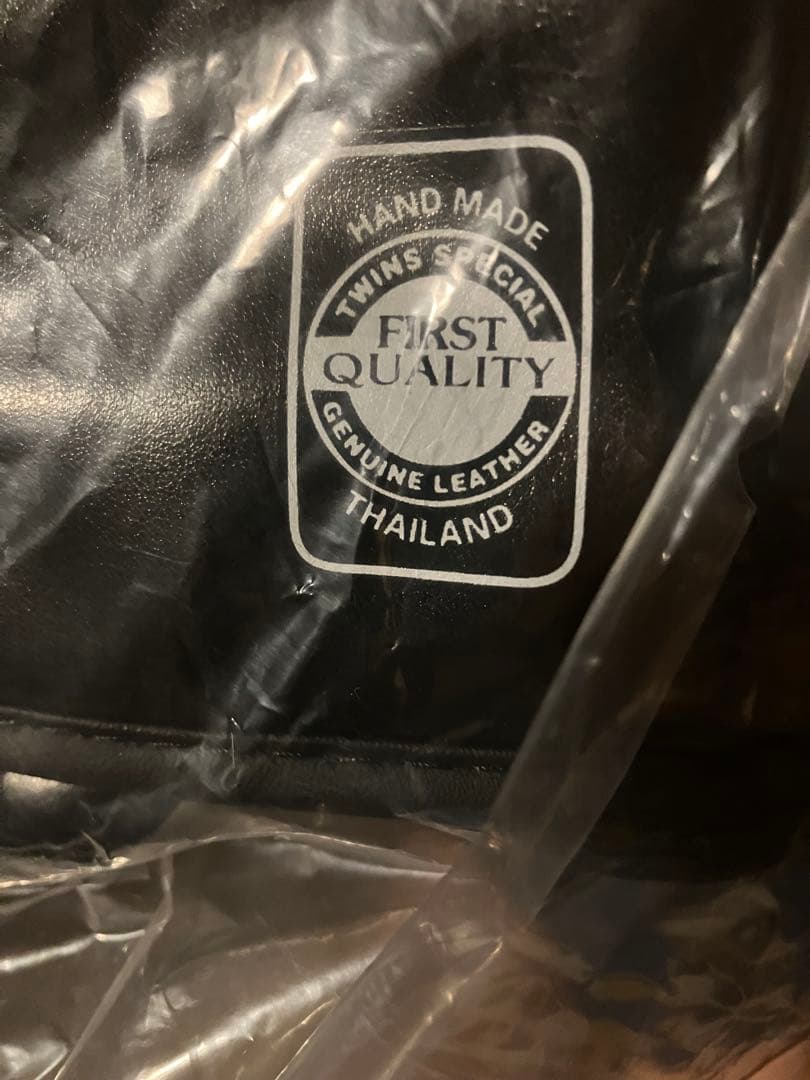 HAND MADE
TWINS SPECIAL
FIRST
QUALITY
GENUINE LEATHER
THAILAND